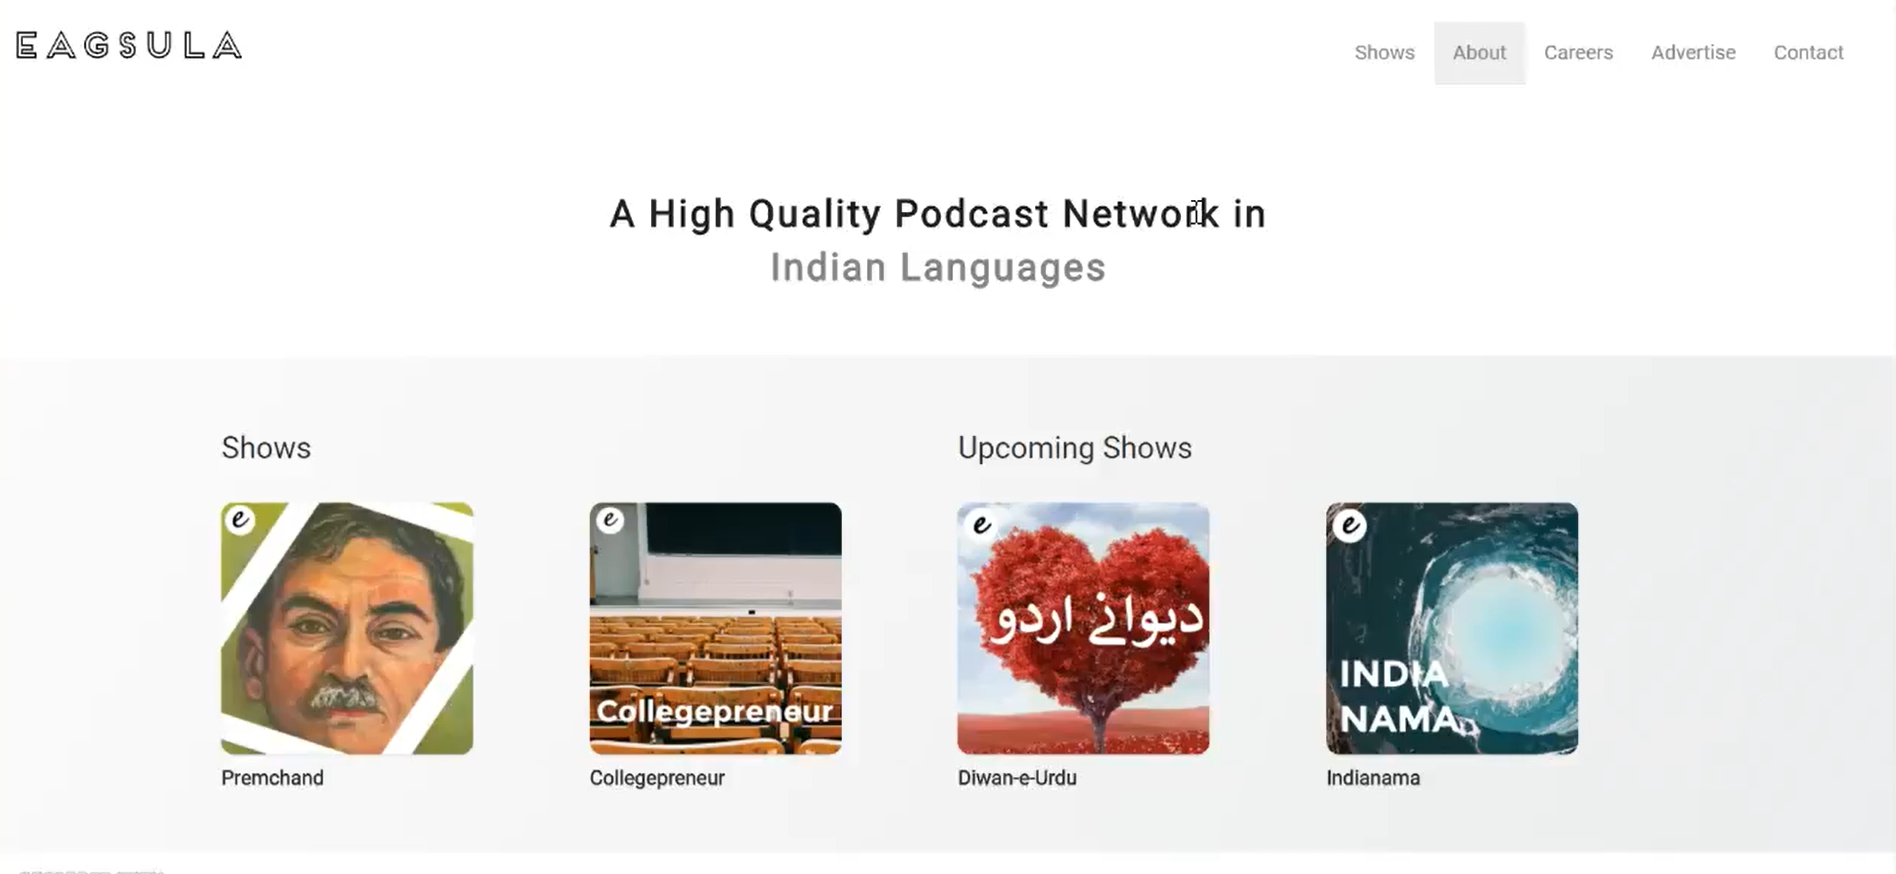 EAGSULA
Shows
About
Careers
Advertise
Contact
A High Quality Podcast Network in
Indian Languages
Shows
Upcoming Shows
e
e
Collegepreneur
e
دیوانے اردو
e
INDIA
NAMA
Premchand
Collegepreneur
Diwan-e-Urdu
Indianama